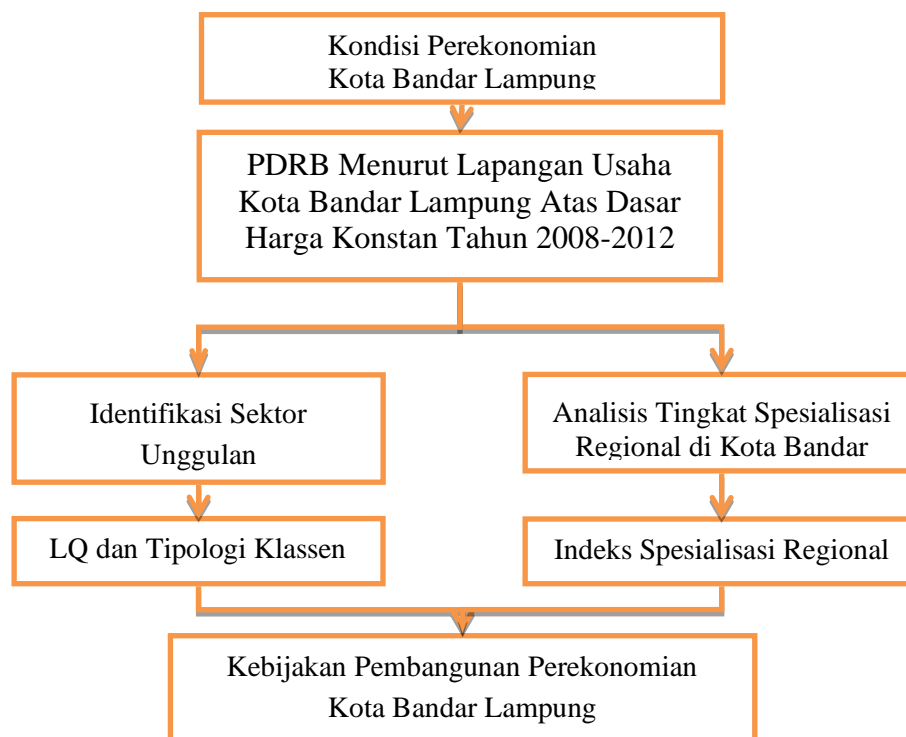 Kondisi Perekonomian
Kota Bandar Lampung
PDRB Menurut Lapangan Usaha
Kota Bandar Lampung Atas Dasar
Harga Konstan Tahun 2008-2012
Identifikasi Sektor
Unggulan
Analisis Tingkat Spesialisasi
Regional di Kota Bandar
LQ dan Tipologi Klassen
Indeks Spesialisasi Regional
Kebijakan Pembangunan Perekonomian
Kota Bandar Lampung